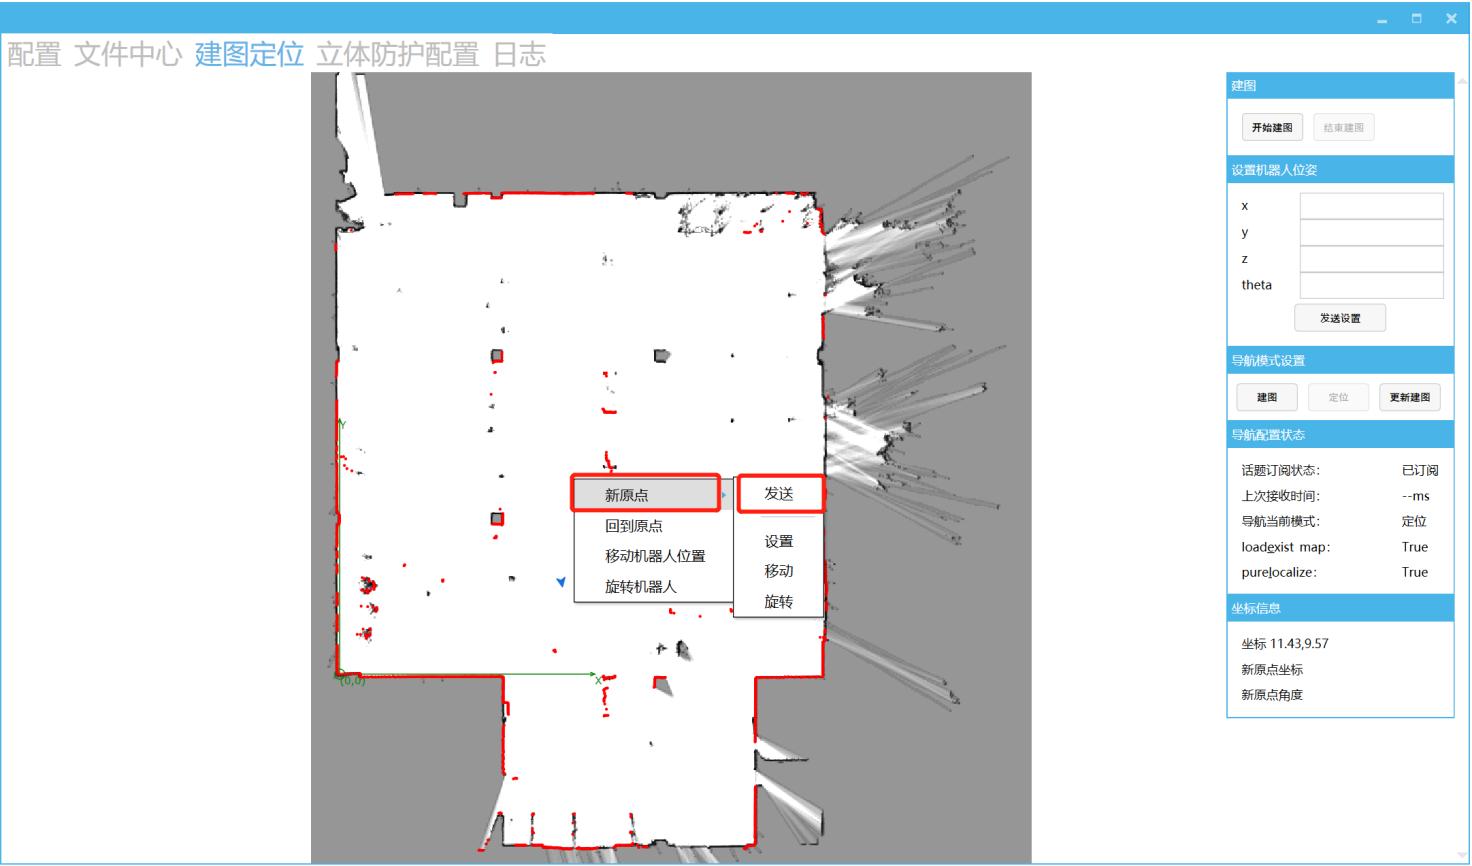 配置 文件中心 建图定位 立体防护配置 日志
建图
开始建图 结束建图
设置机器人位姿
x
y
z
theta
发送设置
导航模式设置
建图 定位 更新建图
导航配置状态
话题订阅状态: 已订阅
上次接收时间: --ms
导航当前模式: 定位
loadexist map: True
purelocalize: True
坐标信息
坐标 11.43,9.57
新原点坐标
新原点角度
Y
新原点
回到原点
移动机器人位置
旋转机器人
发送
设置
移动
旋转
(0,0)
X